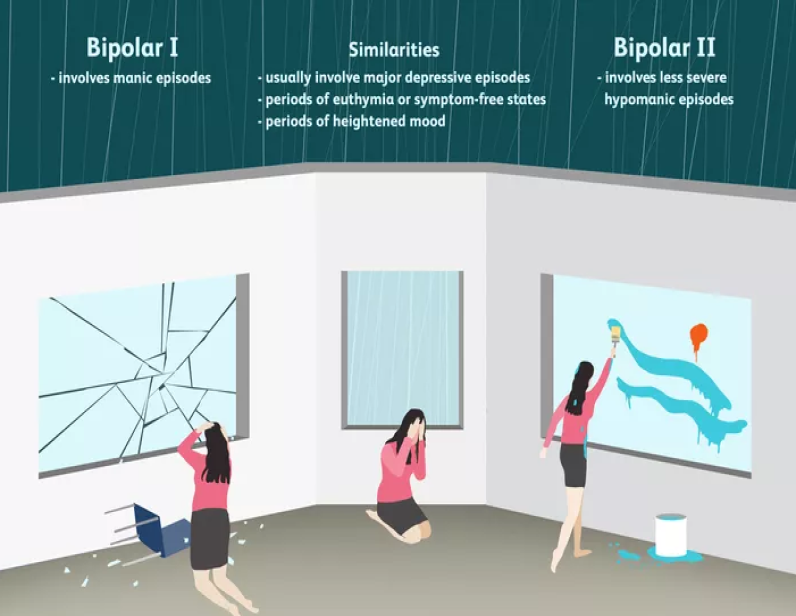 Bipolar I
- involves manic episodes
Similarities
- usually involve major depressive episodes
- periods of euthymia or symptom-free states
- periods of heightened mood
Bipolar II
- involves less severe
hypomanic episodes